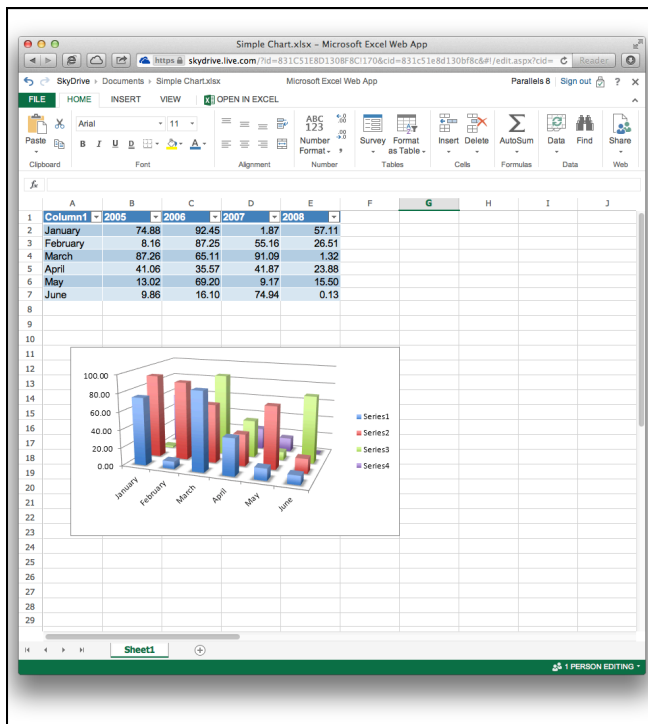 Simple Chart.xlsx – Microsoft Excel Web App
https skydrive.live.com/?id=831C51E8D130BF8C!170&cid=831c51e8d130bf8c&#!/edit.aspx?cid= Reader
SkyDrive › Documents › Simple Chart.xlsx Microsoft Excel Web App Parallels 8 Sign out ? X
FILE HOME INSERT VIEW OPEN IN EXCEL
Arial 11 ABC 123
Paste B I U D A Number Format Survey Format as Table Insert Delete AutoSum Data Find Share
Clipboard Font Alignment Number Tables Cells Formulas Data Web
fx
A B C D E F G H I J
1 Column1 2005 2006 2007 2008
2 January 74.88 92.45 1.87 57.11
3 February 8.16 87.25 55.16 26.51
4 March 87.26 65.11 91.09 1.32
5 April 41.06 35.57 41.87 23.88
6 May 13.02 69.20 9.17 15.50
7 June 9.86 16.10 74.94 0.13
8
9
10
11
12
13
14
15
16
17
18
19
20
21
22
23
24
25
26
27
28
29
100.00
80.00
60.00
40.00
20.00
0.00
January February March April May June
Series1
Series2
Series3
Series4
Sheet1
1 PERSON EDITING